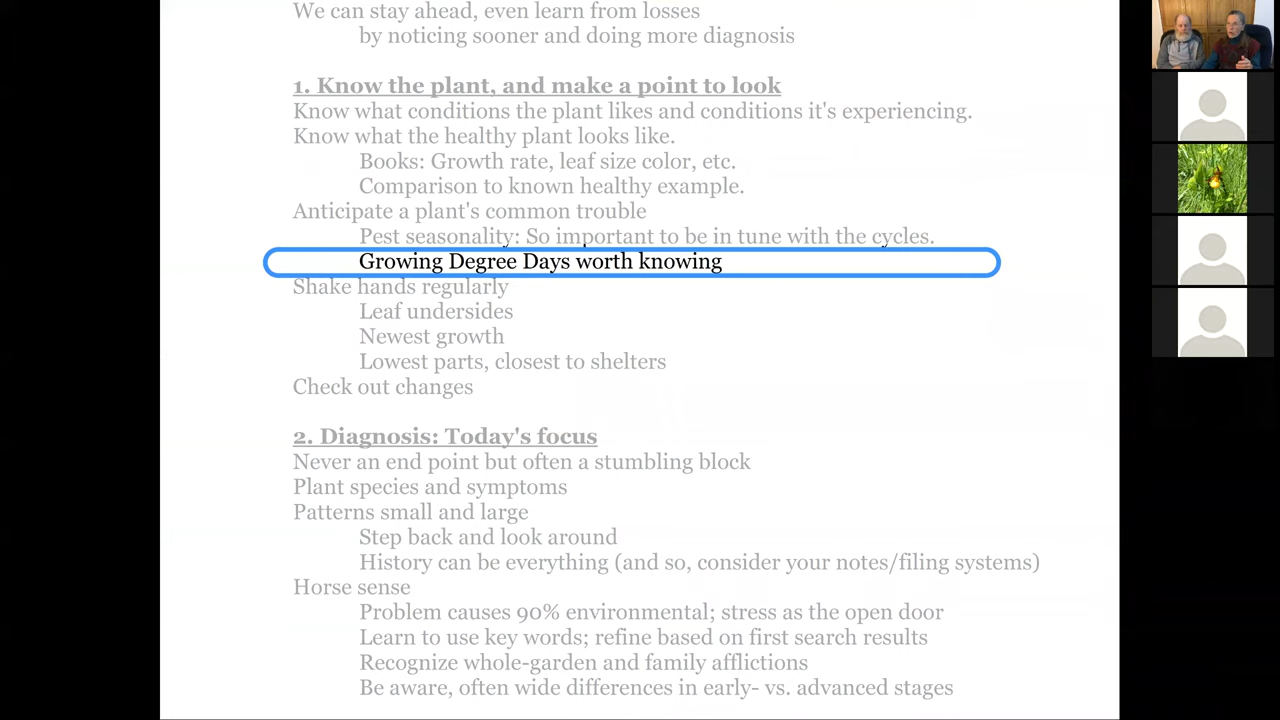 We can stay ahead, even learn from losses
by noticing sooner and doing more diagnosis
1. Know the plant, and make a point to look
Know what conditions the plant likes and conditions it's experiencing.
Know what the healthy plant looks like.
Books: Growth rate, leaf size color, etc.
Comparison to known healthy example.
Anticipate a plant's common trouble
Pest seasonality: So important to be in tune with the cycles.
Growing Degree Days worth knowing
Shake hands regularly
Leaf undersides
Newest growth
Lowest parts, closest to shelters
Check out changes
2. Diagnosis: Today's focus
Never an end point but often a stumbling block
Plant species and symptoms
Patterns small and large
Step back and look around
History can be everything (and so, consider your notes/filing systems)
Horse sense
Problem causes 90% environmental; stress as the open door
Learn to use key words; refine based on first search results
Recognize whole-garden and family afflictions
Be aware, often wide differences in early- vs. advanced stages